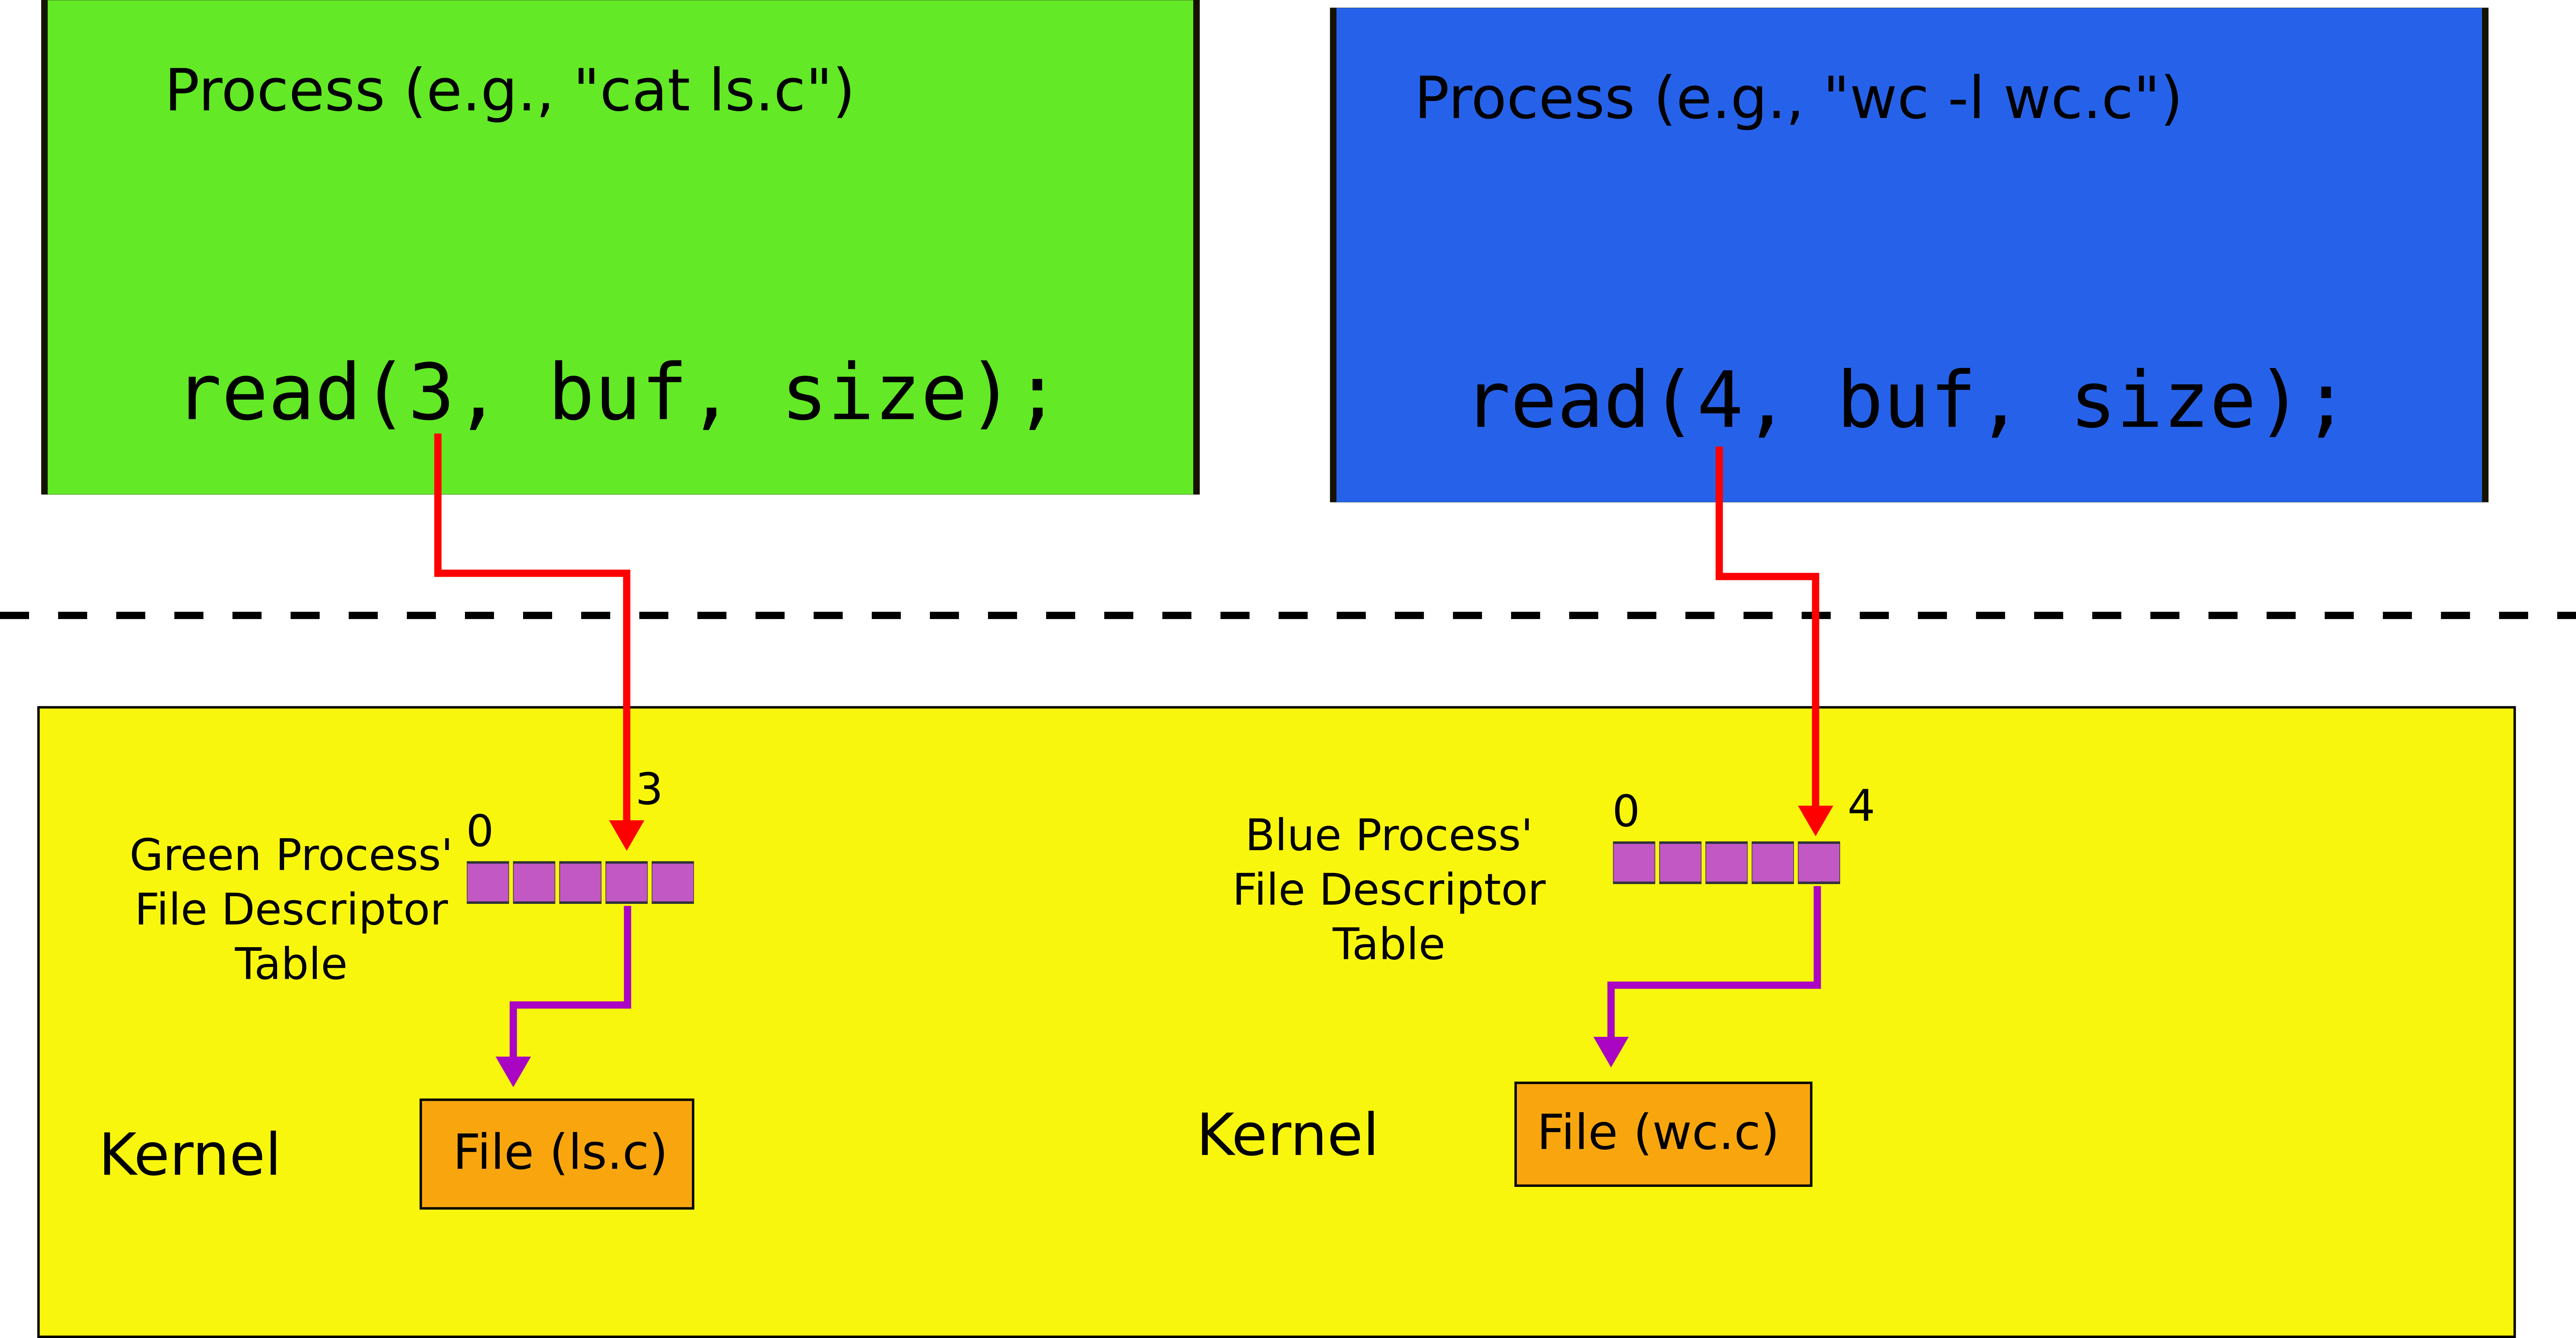 Process (e.g., "cat ls.c")
read(3, buf, size);
Process (e.g., "wc -l wc.c")
read(4, buf, size);
0
3
Green Process'
File Descriptor
Table
Kernel
File (ls.c)
0
4
Blue Process'
File Descriptor
Table
Kernel
File (wc.c)